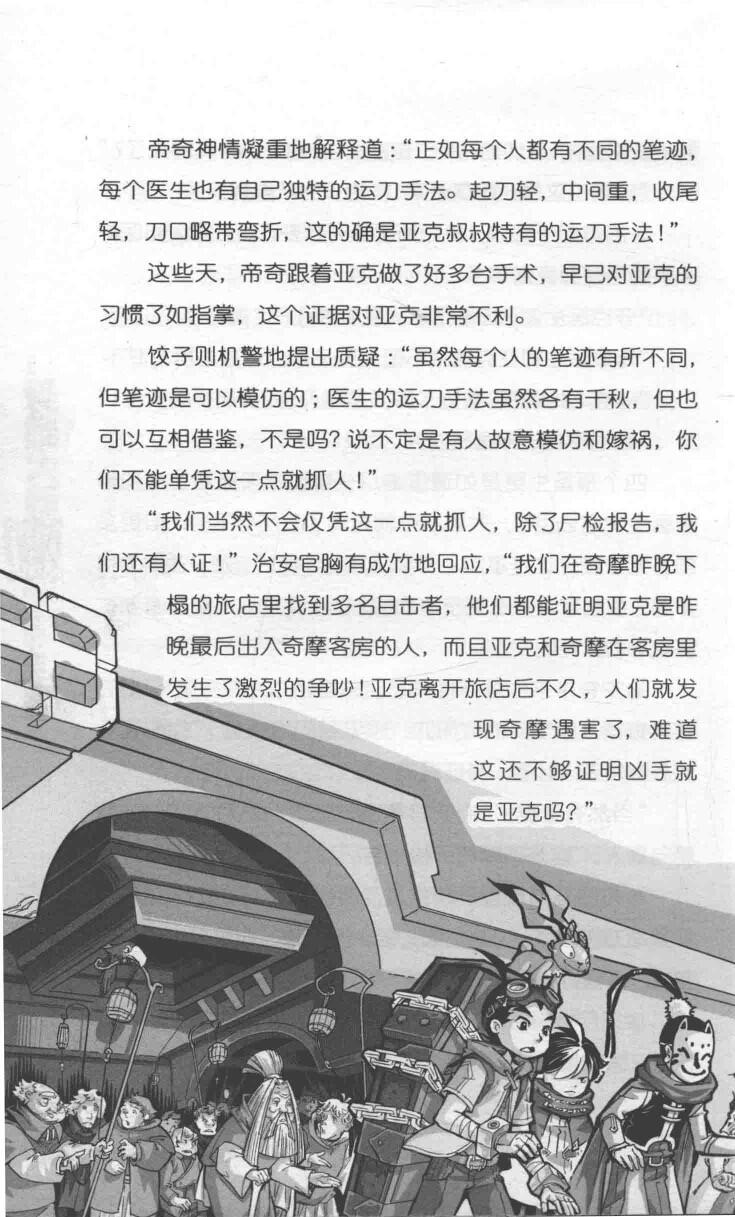 帝奇神情凝重地解释道：“正如每个人都有不同的笔迹，
每个医生也有自己独特的运刀手法。起刀轻，中间重，收尾
轻，刀口略带弯折，这的确是亚克叔叔特有的运刀手法！”
这些天，帝奇跟着亚克做了好多台手术，早已对亚克的
习惯了如指掌，这个证据对亚克非常不利。
饺子则机警地提出质疑：“虽然每个人的笔迹有所不同，
但笔迹是可以模仿的；医生的运刀手法虽然各有千秋，但也
可以互相借鉴，不是吗？说不定是有人故意模仿和嫁祸，你
们不能单凭这一点就抓人！”
“我们当然不会仅凭这一点就抓人，除了尸检报告，我
们还有人证！”治安官胸有成竹地回应，“我们在奇摩昨晚下
榻的旅店里找到多名目击者，他们都能证明亚克是昨
晚最后出入奇摩客房的人，而且亚克和奇摩在客房里
发生了激烈的争吵！亚克离开旅店后不久，人们就发
现奇摩遇害了，难道
这还不够证明凶手就
是亚克吗？”